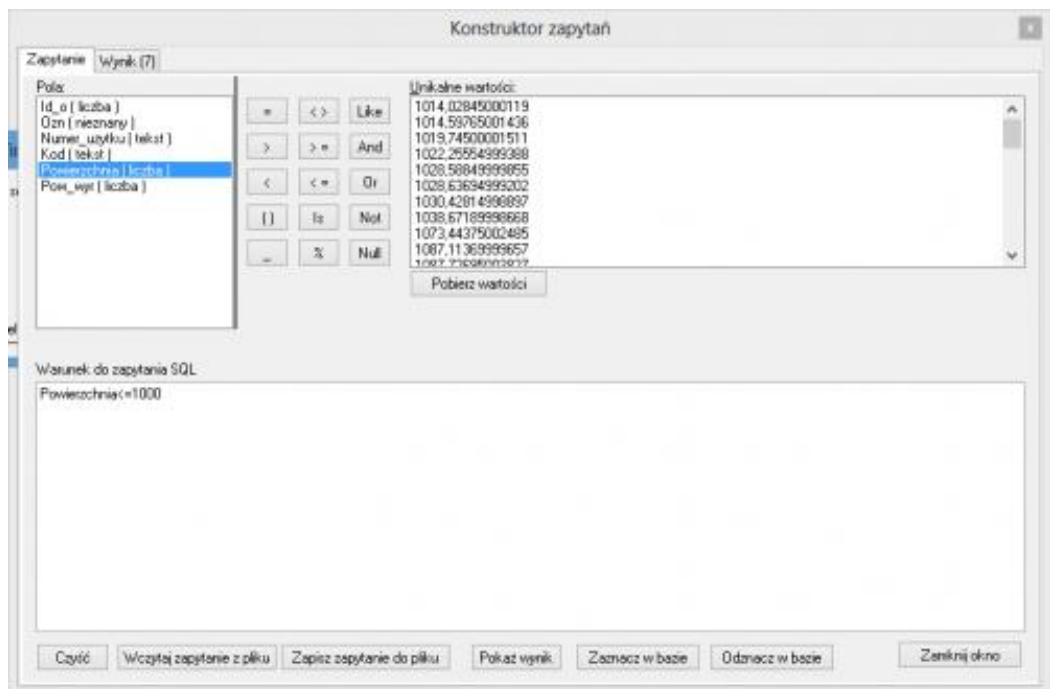 Konstruktor zapytań
x
Zapytanie Wynik (7)
Pola:
Id_o ( liczba )
Ozn ( nieznany )
Numer_użytku ( tekst )
Kod ( tekst )
Powierzchnia ( liczba )
Pow_wyr ( liczba )
= < > Like
> > = And
< < = Or
( ) Is Not
_ % Null
Unikalne wartości:
1014,02845000119
1014,59765001436
1019,74500001511
1022,25554999388
1028,58849999855
1028,63694999202
1030,42814998897
1038,67189998668
1073,44375002485
1087,11369999657
Pobierz wartości
Warunek do zapytania SQL
Powierzchnia<=1000
Czyść Wczytaj zapytanie z pliku Zapisz zapytanie do pliku Pokaż wynik Zaznacz w bazie Odznacz w bazie Zamknij okno